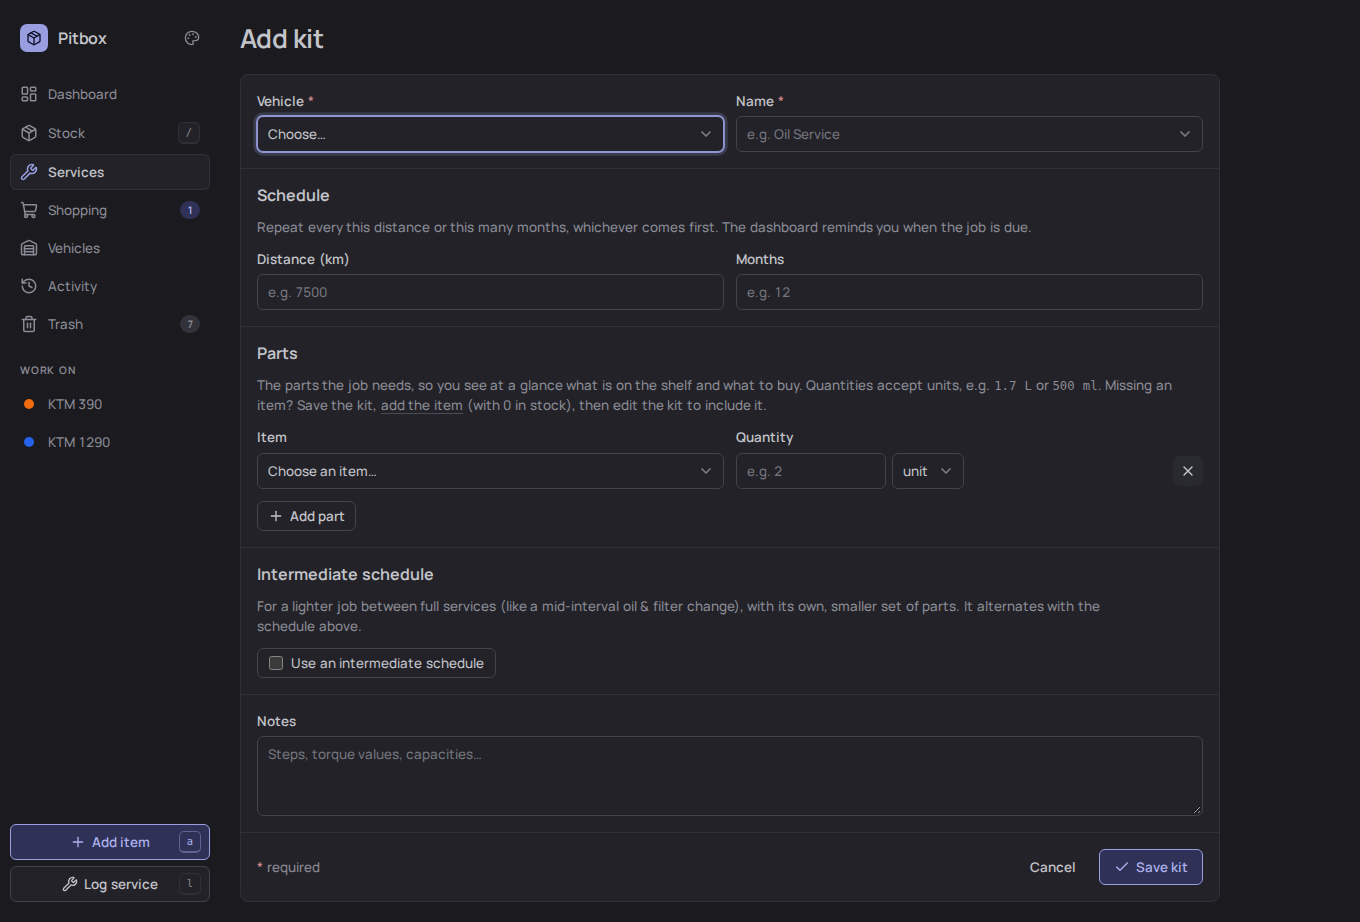 Pitbox
Dashboard
Stock /
Services
Shopping 1
Vehicles
Activity
Trash 7
WORK ON
KTM 390
KTM 1290
Add item a
Log service l
Add kit
Vehicle * Name *
Choose... e.g. Oil Service
Schedule
Repeat every this distance or this many months, whichever comes first. The dashboard reminds you when the job is due.
Distance (km) Months
e.g. 7500 e.g. 12
Parts
The parts the job needs, so you see at a glance what is on the shelf and what to buy. Quantities accept units, e.g. 1.7 L or 500 ml. Missing an
item? Save the kit, add the item (with 0 in stock), then edit the kit to include it.
Item Quantity
Choose an item... e.g. 2 unit
Add part
Intermediate schedule
For a lighter job between full services (like a mid-interval oil & filter change), with its own, smaller set of parts. It alternates with the
schedule above.
Use an intermediate schedule
Notes
Steps, torque values, capacities...
* required Cancel Save kit